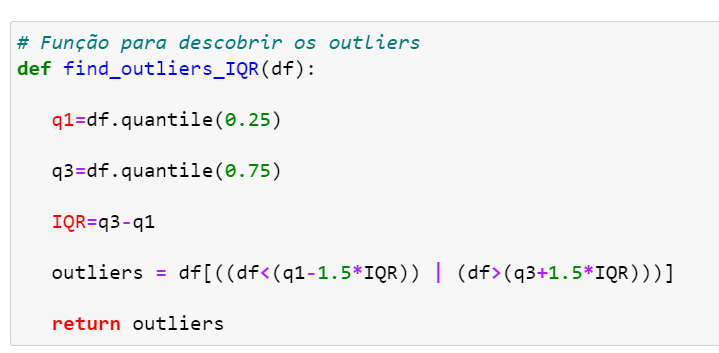 # Função para descobrir os outliers
def find_outliers_IQR(df):
q1=df.quantile(0.25)
q3=df.quantile(0.75)
IQR=q3-q1
outliers = df[((df<(q1-1.5*IQR)) | (df>(q3+1.5*IQR)))]
return outliers